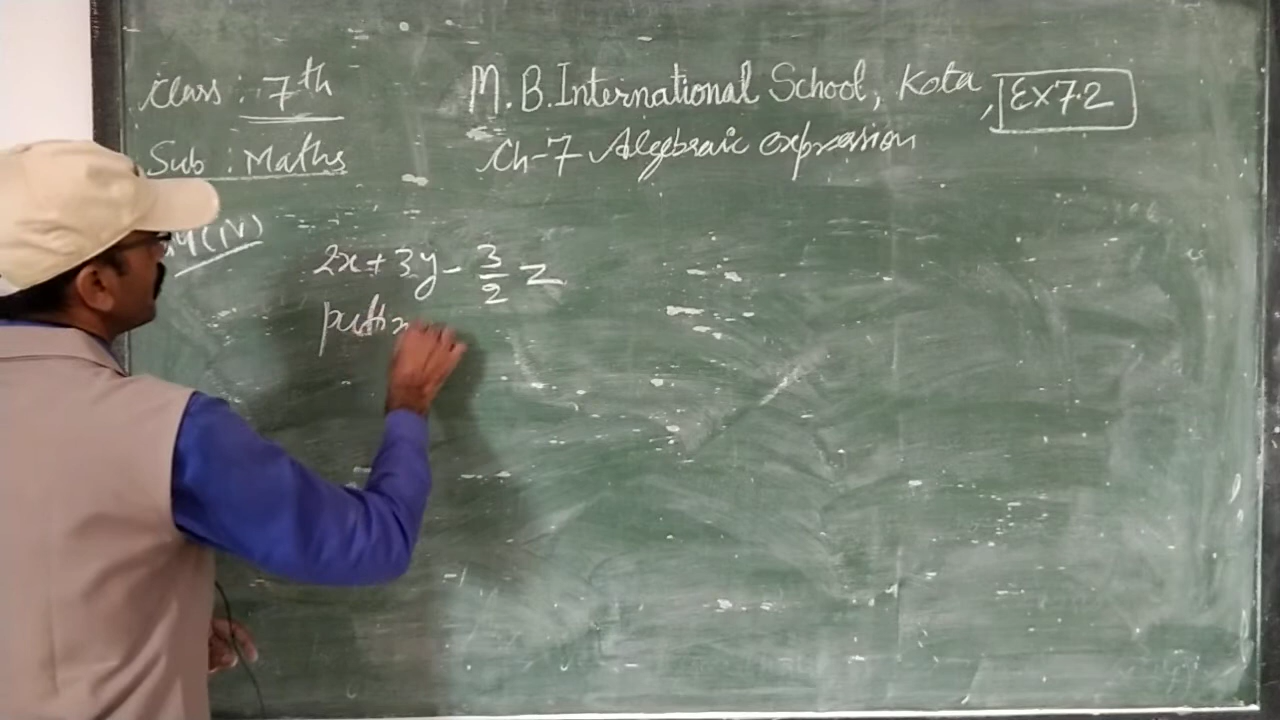 Class : 7th
M.B.International School, Kota, Ex 7.2
Sub : Maths
Ch-7 Algebraic expression
(IV)
2x + 3y - 3/2 z
put